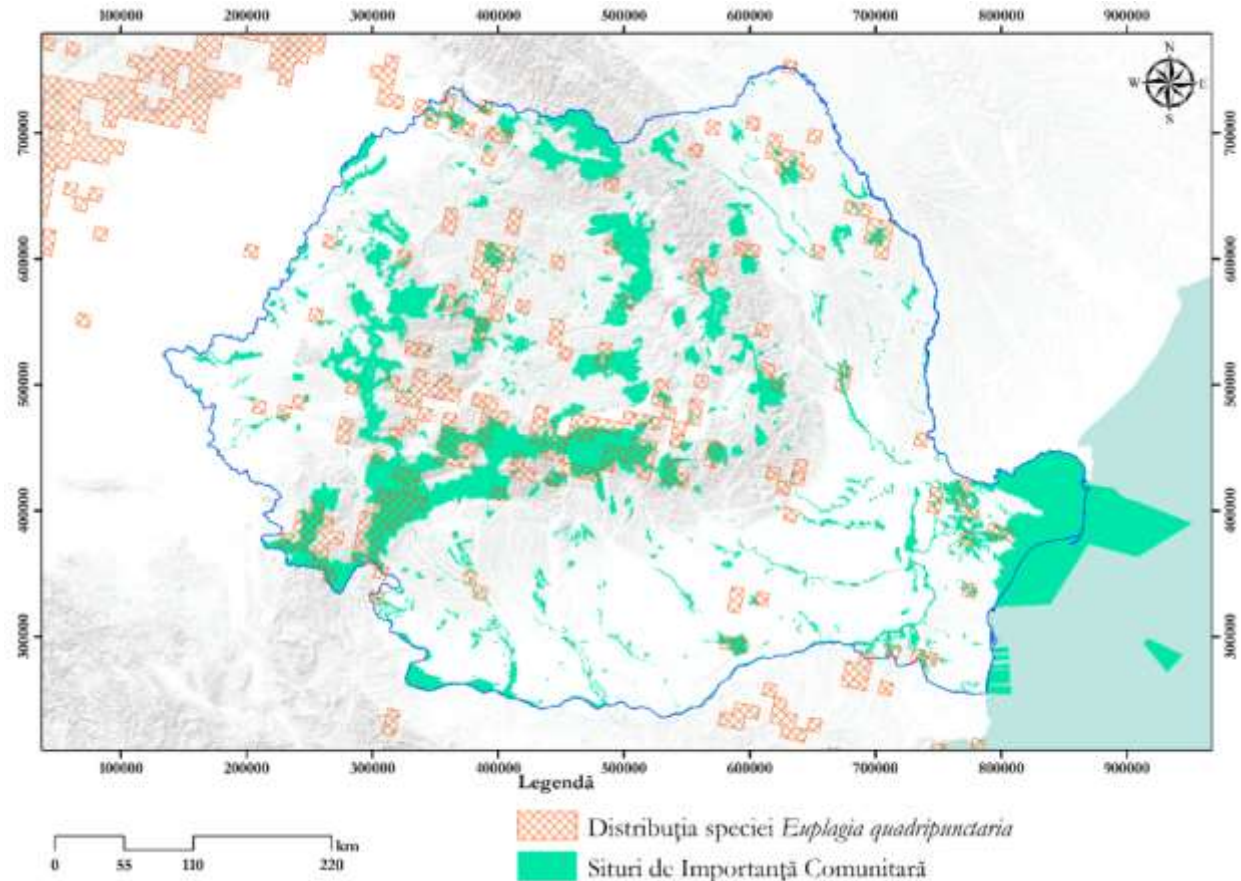 100000 200000 300000 400000 500000 600000 700000 800000 900000
N
W E
S
700000 700000
600000 600000
500000 500000
400000 400000
300000 300000
100000 200000 300000 400000 500000 600000 700000 800000 900000
Legendă
Distribuția speciei Euplagia quadripunctaria
km
0 55 110 220
Situri de Importanță Comunitară